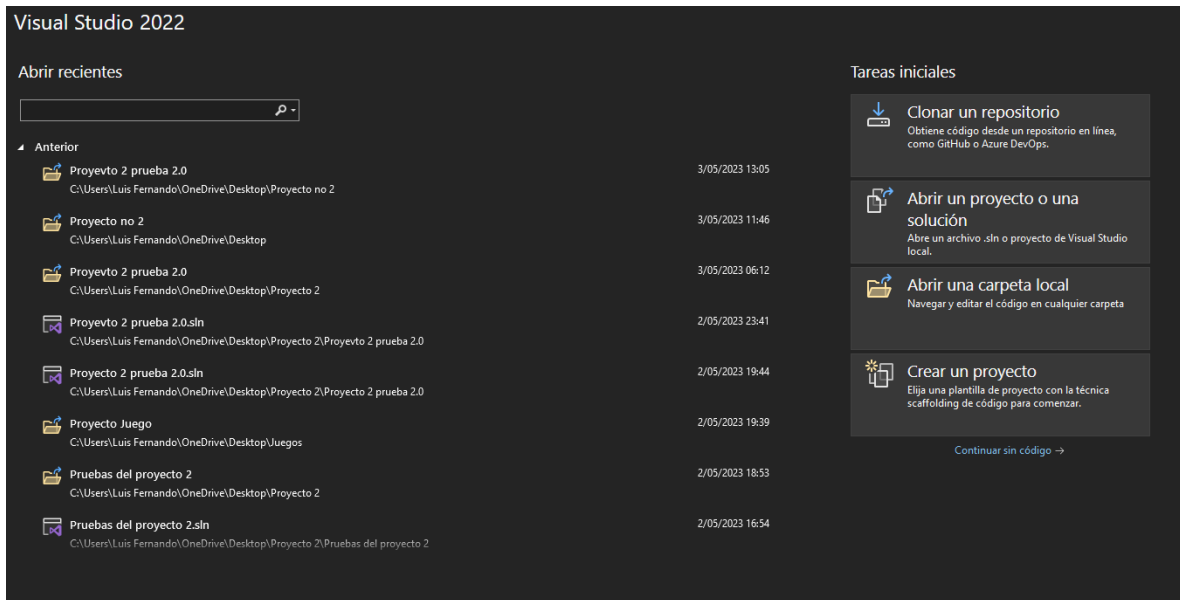 Visual Studio 2022
Abrir recientes
Anterior
Proyevto 2 prueba 2.0
3/05/2023 13:05
C:\Users\Luis Fernando\OneDrive\Desktop\Proyecto no 2
Proyecto no 2
3/05/2023 11:46
C:\Users\Luis Fernando\OneDrive\Desktop
Proyevto 2 prueba 2.0
3/05/2023 06:12
C:\Users\Luis Fernando\OneDrive\Desktop\Proyecto 2
Proyevto 2 prueba 2.0.sln
2/05/2023 23:41
C:\Users\Luis Fernando\OneDrive\Desktop\Proyecto 2\Proyevto 2 prueba 2.0
Proyecto 2 prueba 2.0.sln
2/05/2023 19:44
C:\Users\Luis Fernando\OneDrive\Desktop\Proyecto 2\Proyecto 2 prueba 2.0
Proyecto Juego
2/05/2023 19:39
C:\Users\Luis Fernando\OneDrive\Desktop\Juegos
Pruebas del proyecto 2
2/05/2023 18:53
C:\Users\Luis Fernando\OneDrive\Desktop\Proyecto 2
Pruebas del proyecto 2.sln
2/05/2023 16:54
C:\Users\Luis Fernando\OneDrive\Desktop\Proyecto 2\Pruebas del proyecto 2
Tareas iniciales
Clonar un repositorio
Obtiene código desde un repositorio en línea,
como GitHub o Azure DevOps.
Abrir un proyecto o una
solución
Abre un archivo .sln o proyecto de Visual Studio
local.
Abrir una carpeta local
Navegar y editar el código en cualquier carpeta
Crear un proyecto
Elija una plantilla de proyecto con la técnica
scaffolding de código para comenzar.
Continuar sin código →